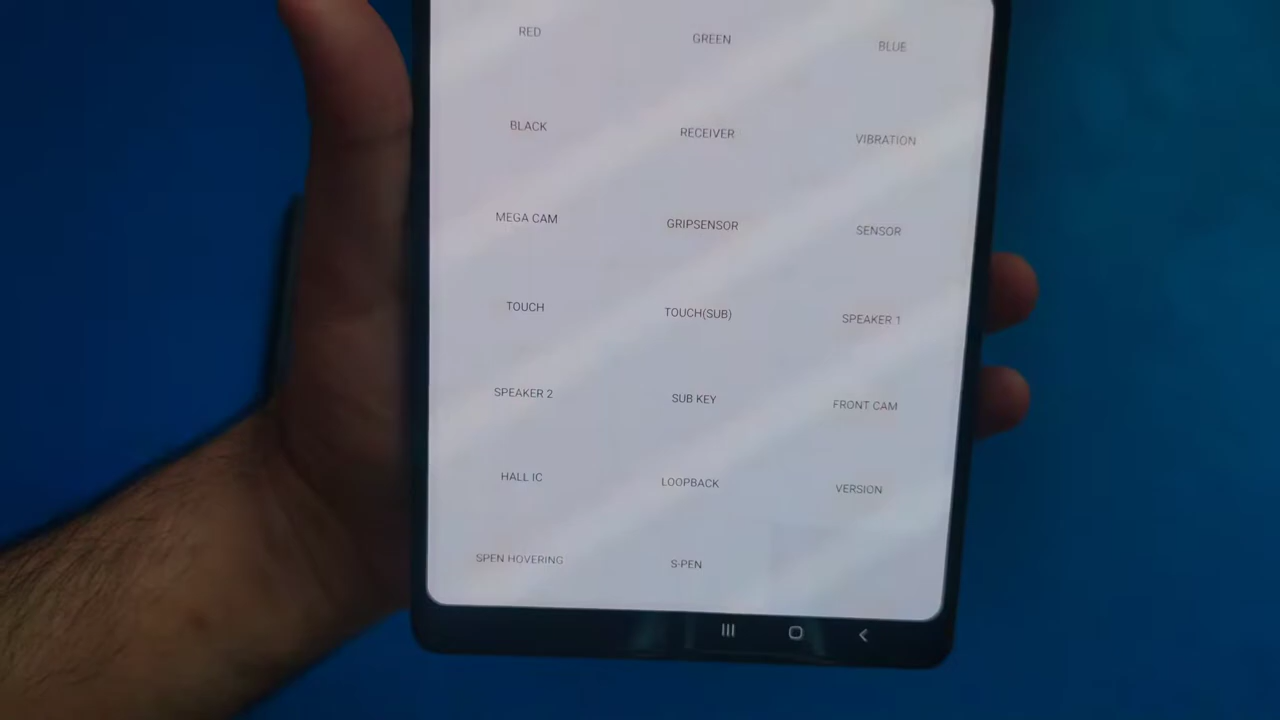 RED
GREEN
BLUE
BLACK
RECEIVER
VIBRATION
MEGA CAM
GRIPSENSOR
SENSOR
TOUCH
TOUCH(SUB)
SPEAKER 1
SPEAKER 2
SUB KEY
FRONT CAM
HALL IC
LOOPBACK
VERSION
SPEN HOVERING
S-PEN